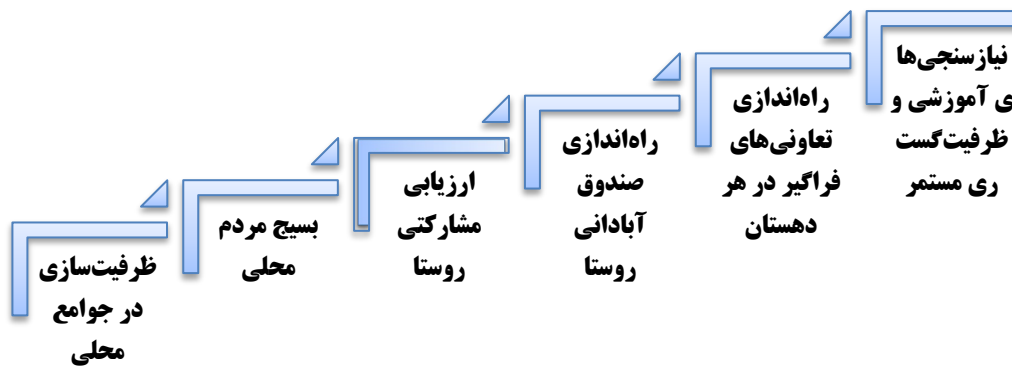 ظرفیت‌سازی
در جوامع
محلی
بسیج مردم
محلی
ارزیابی
مشارکتی
روستا
راه‌اندازی
صندوق
آبادانی
روستا
راه‌اندازی
تعاونی‌های
فراگیر در هر
دهستان
نیازسنجی‌ها
ی آموزشی و
ظرفیت‌گست
ری مستمر